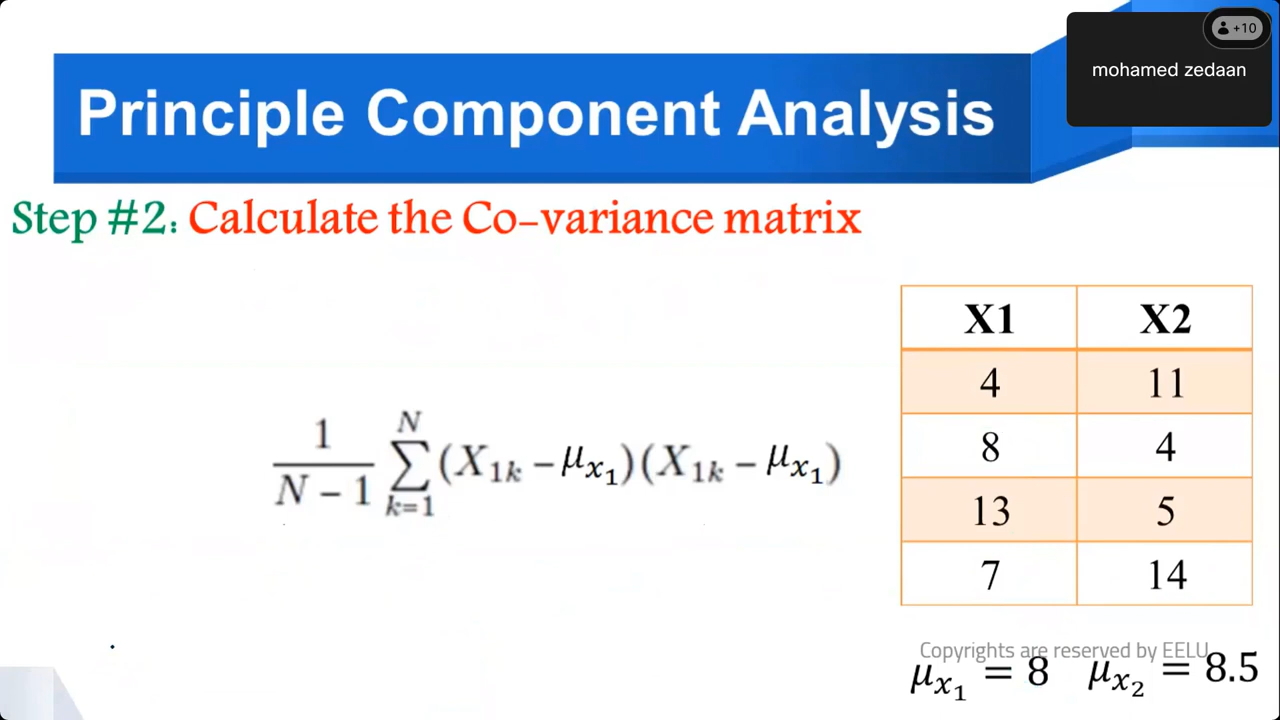 +10
mohamed zedaan
Principle Component Analysis
Step #2: Calculate the Co-variance matrix
1/(N − 1) ∑_{k=1}^{N} (X_{1k} − μ_{x_1})(X_{1k} − μ_{x_1})
X1 X2
4 11
8 4
13 5
7 14
Copyrights are reserved by EELU
μ_{x_1} = 8 μ_{x_2} = 8.5